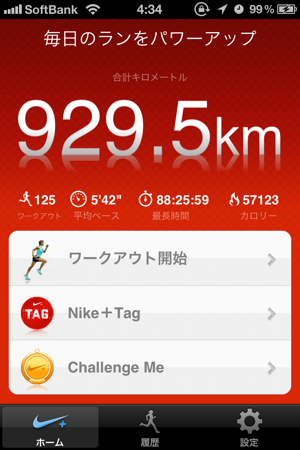 SoftBank 4:34 99%
毎日のランをパワーアップ
合計キロメートル
929.5km
125 5'42" 88:25:59 57123
ワークアウト 平均ペース 最長時間 カロリー
ワークアウト開始
TAG Nike+Tag
Challenge Me
ホーム 履歴 設定